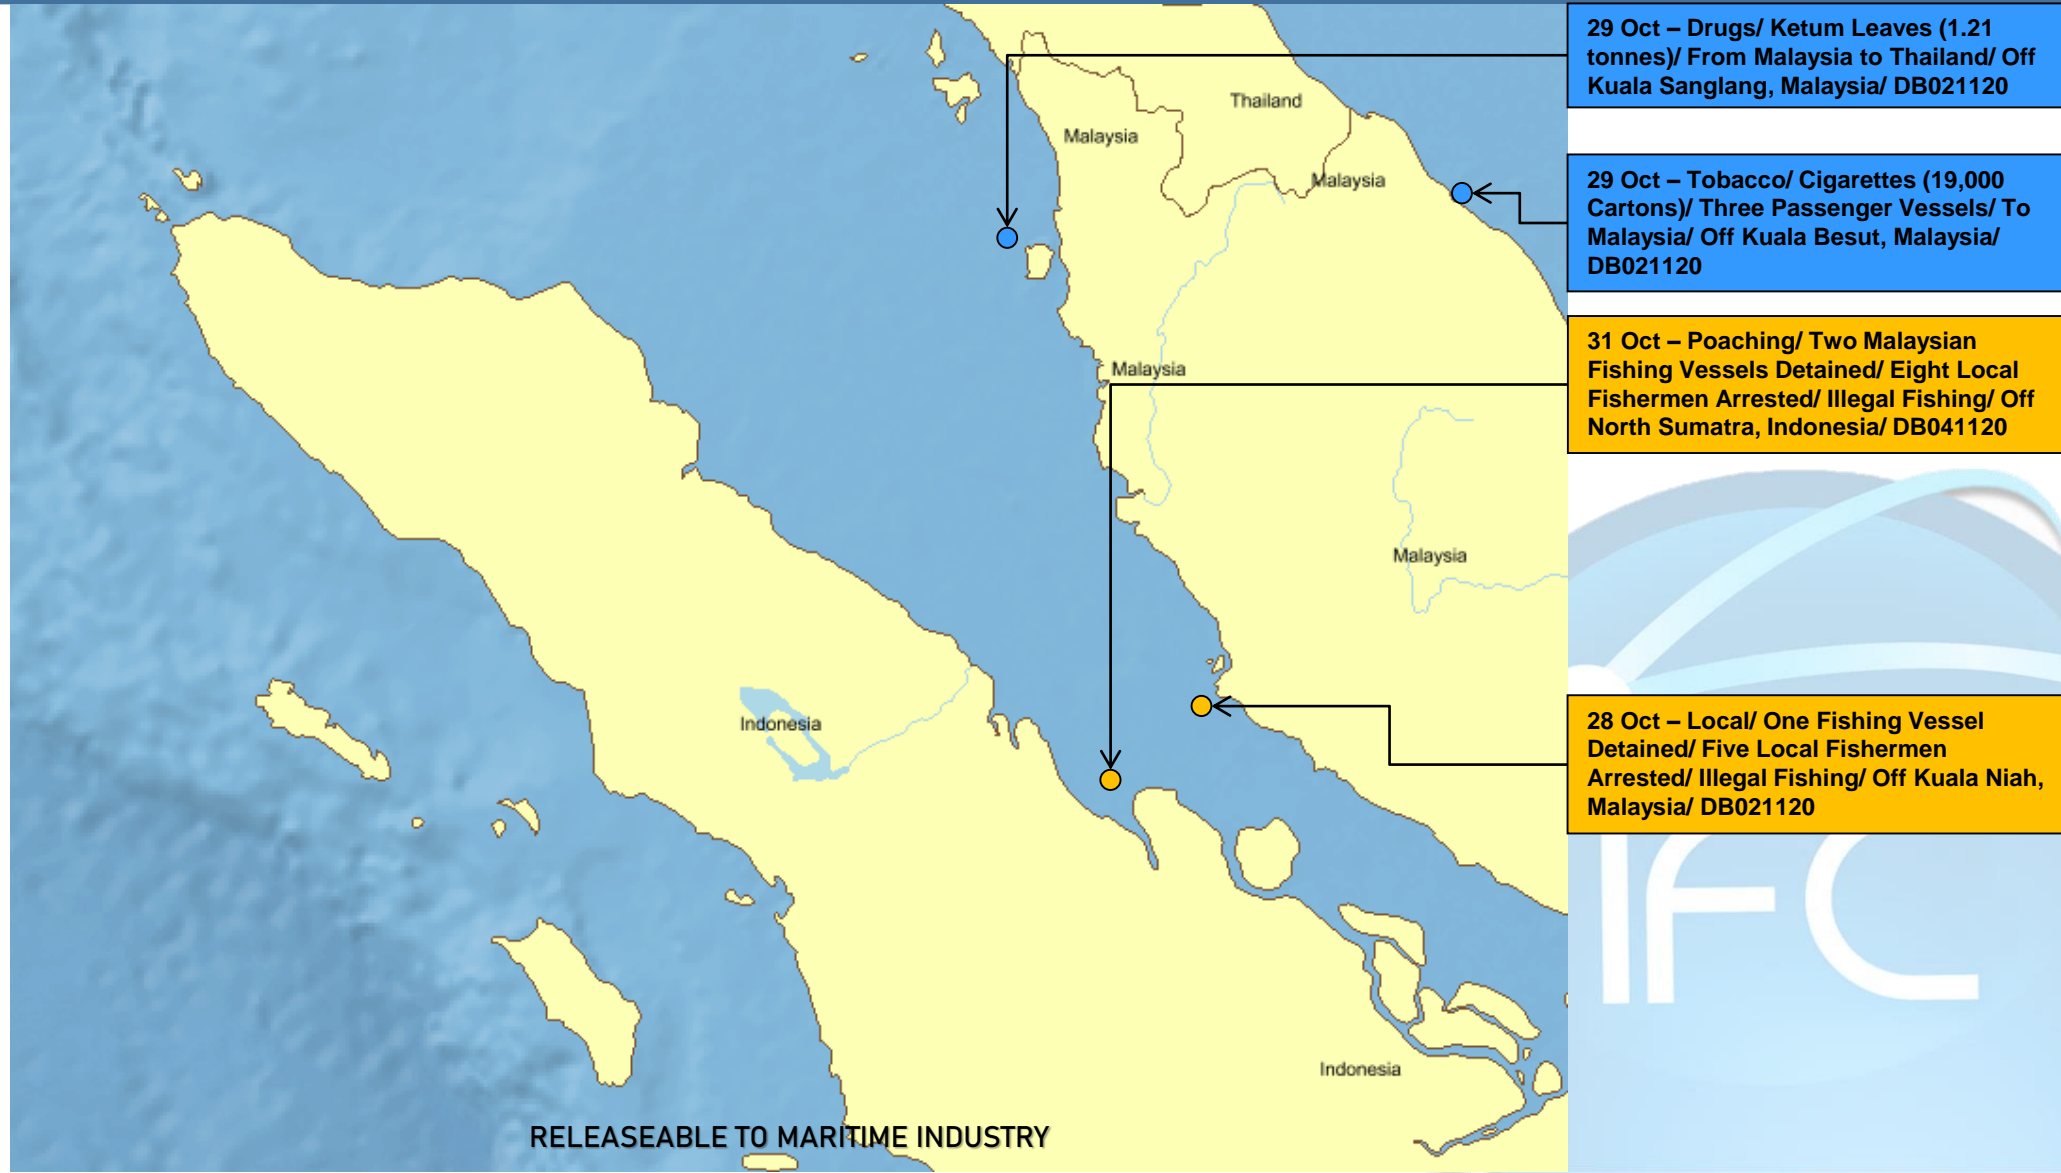 29 Oct – Drugs/ Ketum Leaves (1.21
tonnes)/ From Malaysia to Thailand/ Off
Kuala Sanglang, Malaysia/ DB021120
Thailand
Malaysia
Malaysia
29 Oct – Tobacco/ Cigarettes (19,000
Cartons)/ Three Passenger Vessels/ To
Malaysia/ Off Kuala Besut, Malaysia/
DB021120
31 Oct – Poaching/ Two Malaysian
Fishing Vessels Detained/ Eight Local
Fishermen Arrested/ Illegal Fishing/ Off
North Sumatra, Indonesia/ DB041120
Malaysia
Malaysia
Indonesia
28 Oct – Local/ One Fishing Vessel
Detained/ Five Local Fishermen
Arrested/ Illegal Fishing/ Off Kuala Niah,
Malaysia/ DB021120
IFC
Indonesia
RELEASEABLE TO MARITIME INDUSTRY